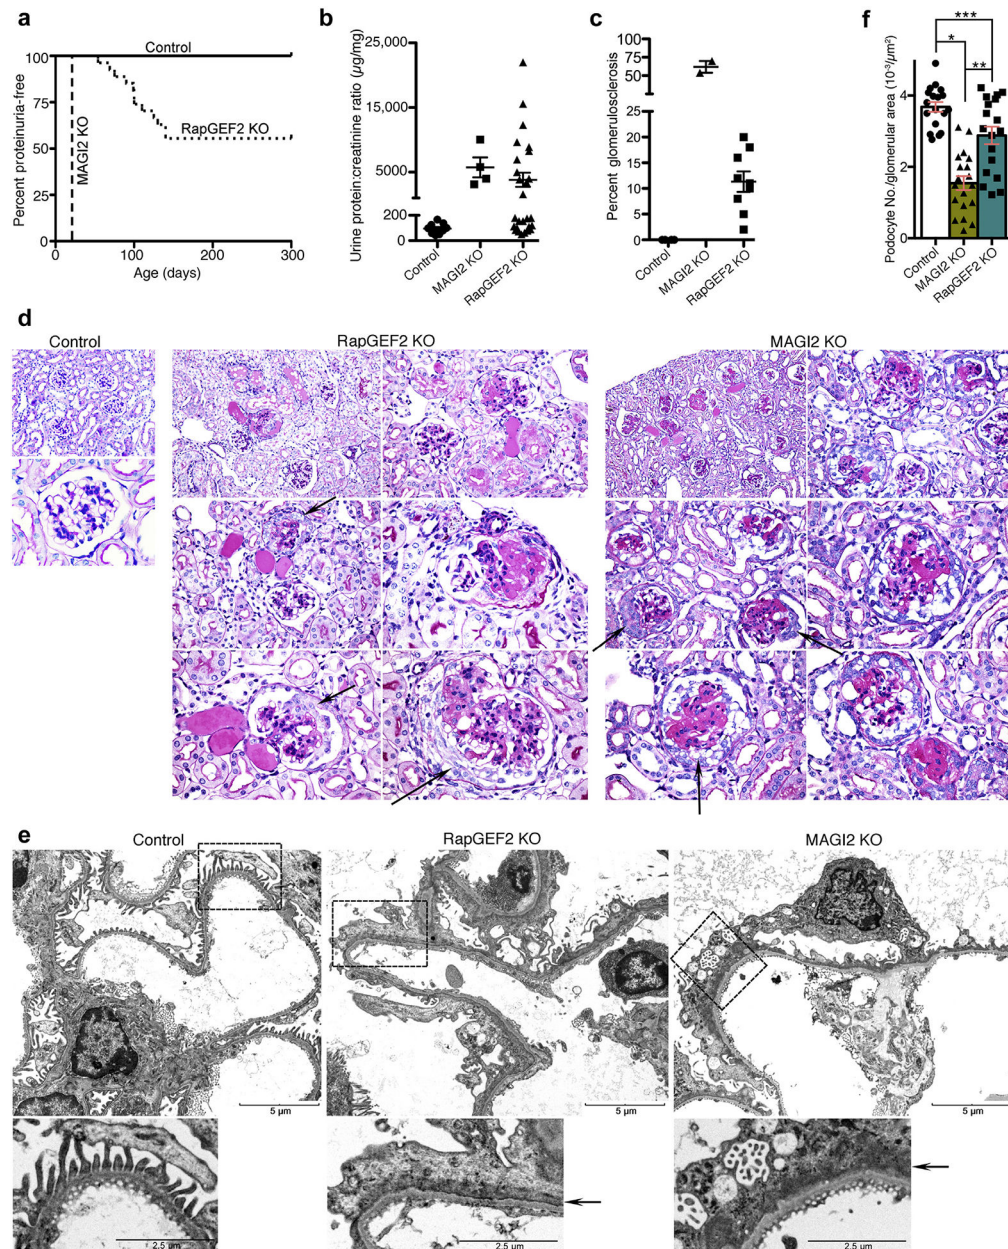 a
Control
Percent proteinuria-free
100
75
50
25
0
MAGI2 KO
RapGEF2 KO
0
100
200
300
Age (days)
b
Urine protein:creatinine ratio (µg/mg)
25,000
15,000
5000
200
0
Control
MAGI2 KO
RapGEF2 KO
c
Percent glomerulosclerosis
100
75
50
25
20
15
10
5
0
Control
MAGI2 KO
RapGEF2 KO
f
Podocyte No./glomerular area (10⁻³/µm²)
***
*
**
4
2
0
Control
MAGI2 KO
RapGEF2 KO
d
Control
RapGEF2 KO
MAGI2 KO
e
Control
RapGEF2 KO
MAGI2 KO
5 µm
5 µm
5 µm
2.5 µm
2.5 µm
2.5 µm